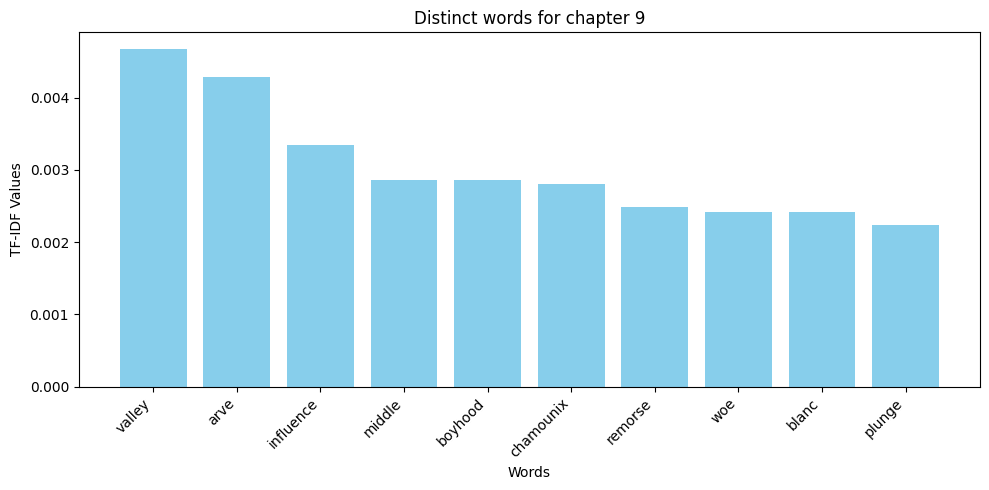 Distinct words for chapter 9
TF-IDF Values
0.004
0.003
0.002
0.001
0.000
valley
arve
influence
middle
boyhood
chamounix
remorse
woe
blanc
plunge
Words